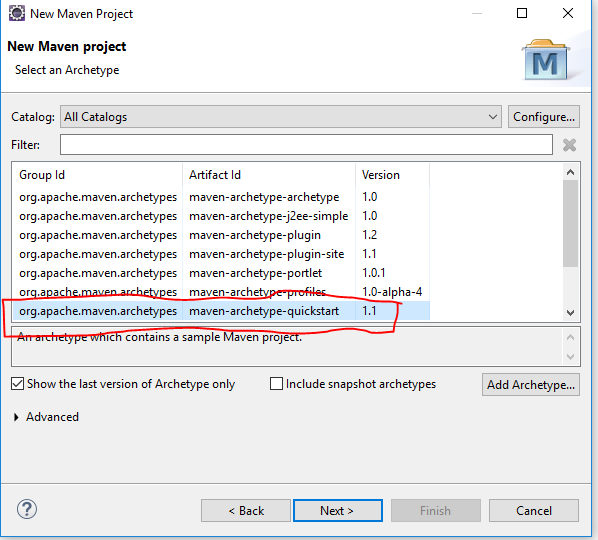 New Maven Project
New Maven project
Select an Archetype
M
Catalog: All Catalogs Configure...
Filter:
Group Id Artifact Id Version
org.apache.maven.archetypes maven-archetype-archetype 1.0
org.apache.maven.archetypes maven-archetype-j2ee-simple 1.0
org.apache.maven.archetypes maven-archetype-plugin 1.2
org.apache.maven.archetypes maven-archetype-plugin-site 1.1
org.apache.maven.archetypes maven-archetype-portlet 1.0.1
org.apache.maven.archetypes maven-archetype-profiles 1.0-alpha-4
org.apache.maven.archetypes maven-archetype-quickstart 1.1
An archetype which contains a sample Maven project.
Show the last version of Archetype only Include snapshot archetypes Add Archetype...
Advanced
? < Back Next > Finish Cancel